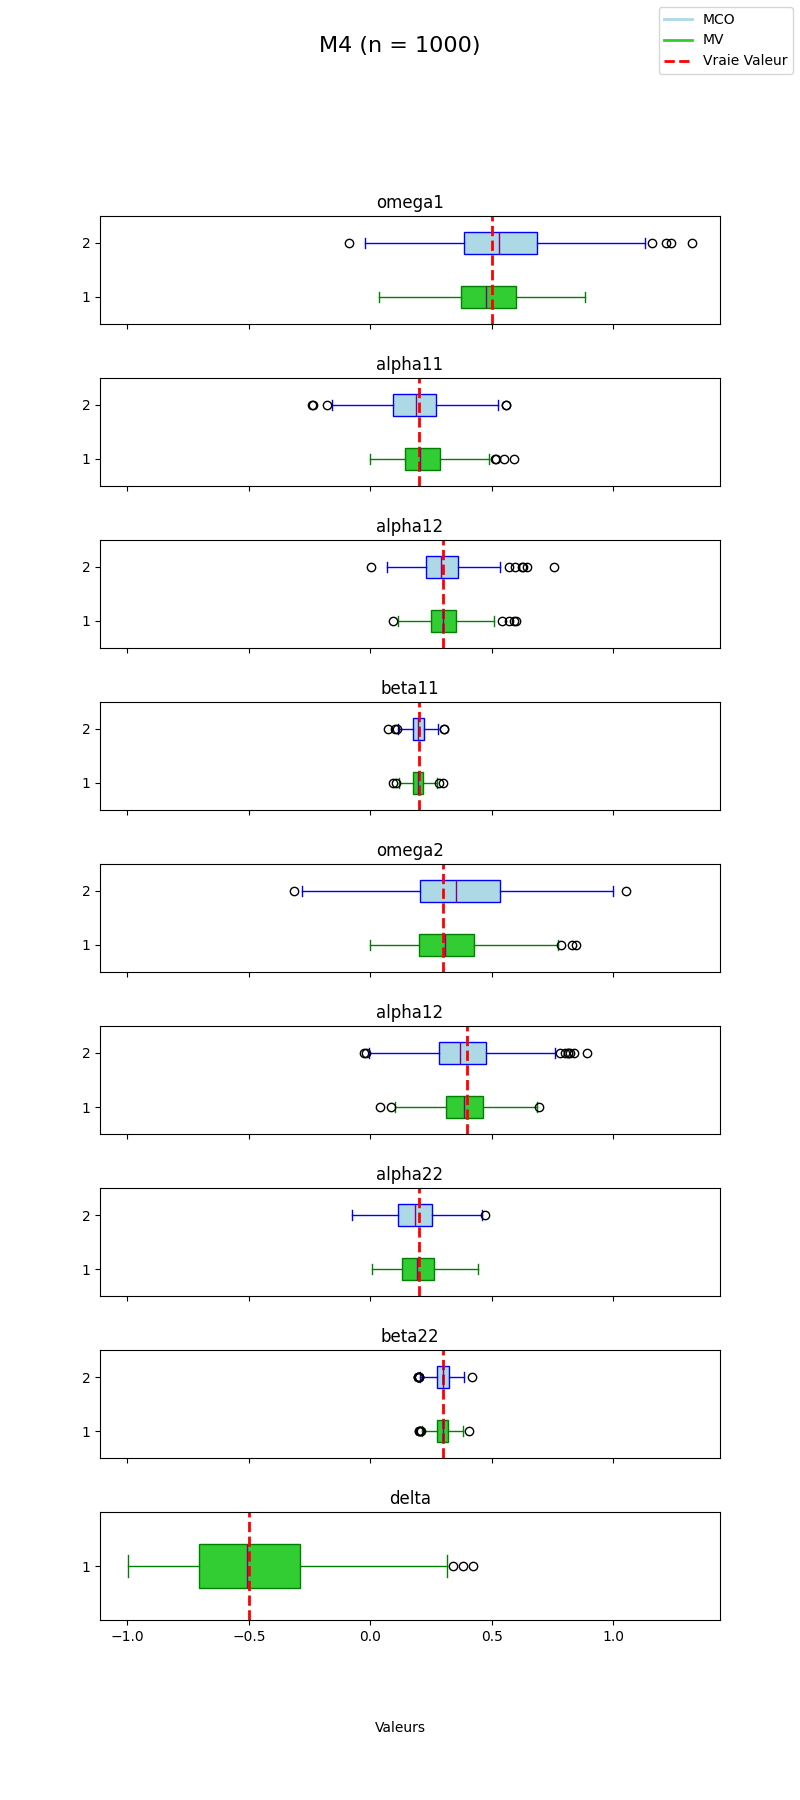 M4 (n = 1000)
MCO
MV
Vraie Valeur
omega1
2
1
alpha11
2
1
alpha12
2
1
beta11
2
1
omega2
2
1
alpha12
2
1
alpha22
2
1
beta22
2
1
delta
1
−1.0 −0.5 0.0 0.5 1.0
Valeurs